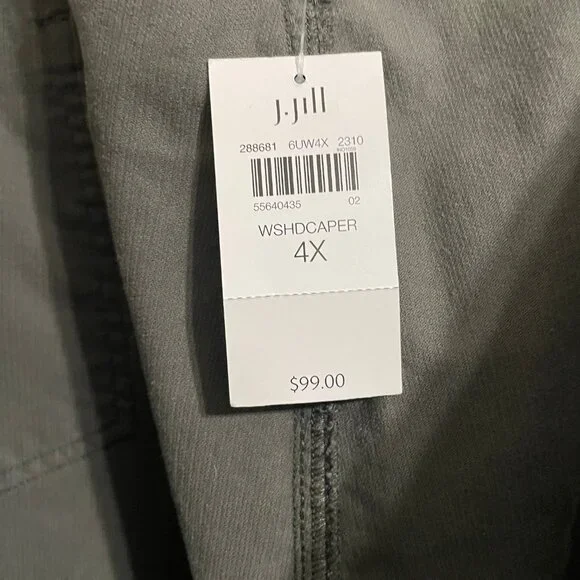 J.Jill
288681 6UW4X 2310
55640435 02
WSHDCAPER
4X
$99.00